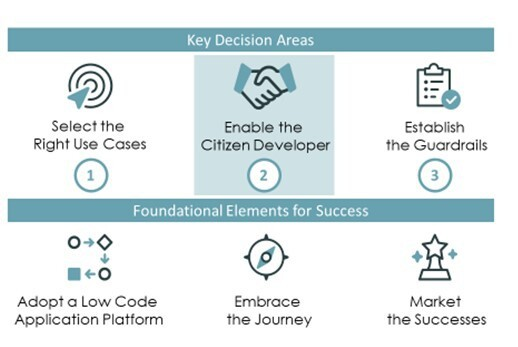 Key Decision Areas
Select the
Right Use Cases
Enable the
Citizen Developer
Establish
the Guardrails
1
2
3
Foundational Elements for Success
Adopt a Low Code
Application Platform
Embrace
the Journey
Market
the Successes